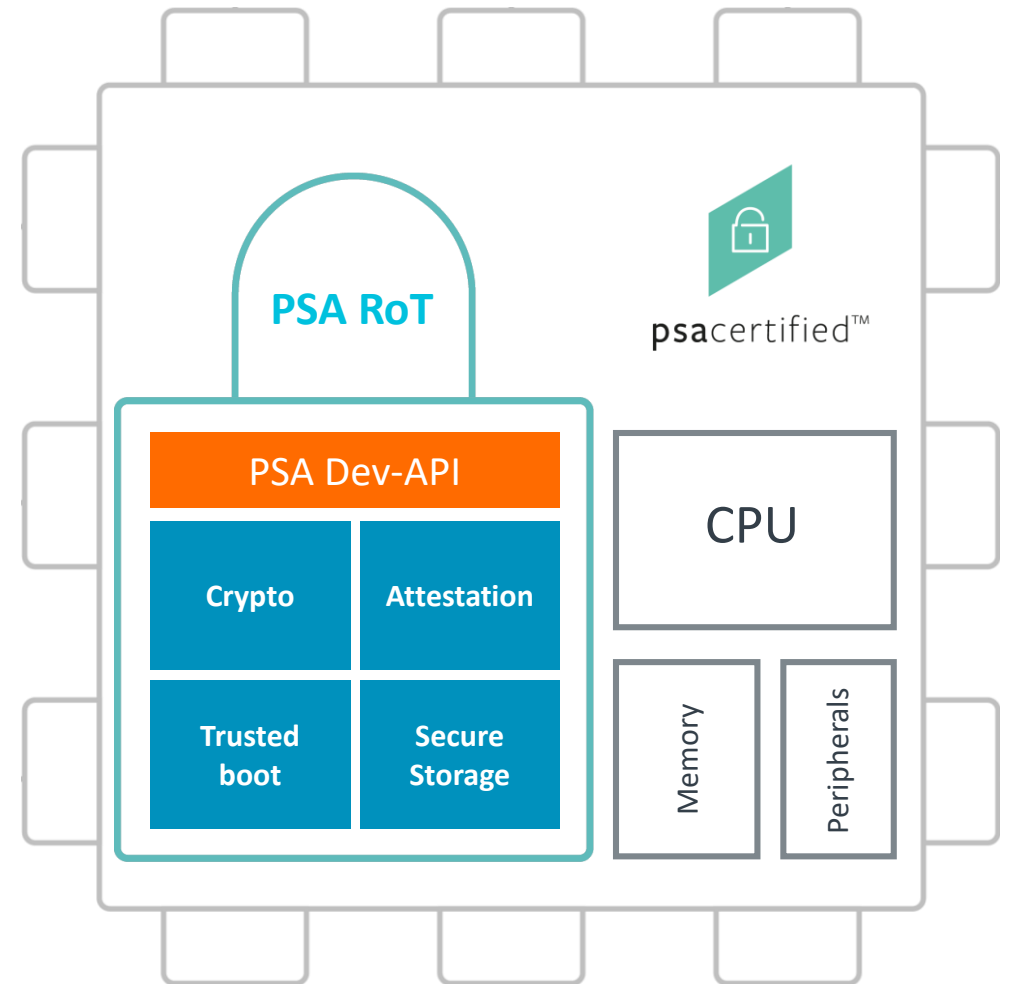 PSA RoT
psacertified™
PSA Dev-API
Crypto
Attestation
Trusted
boot
Secure
Storage
CPU
Memory
Peripherals